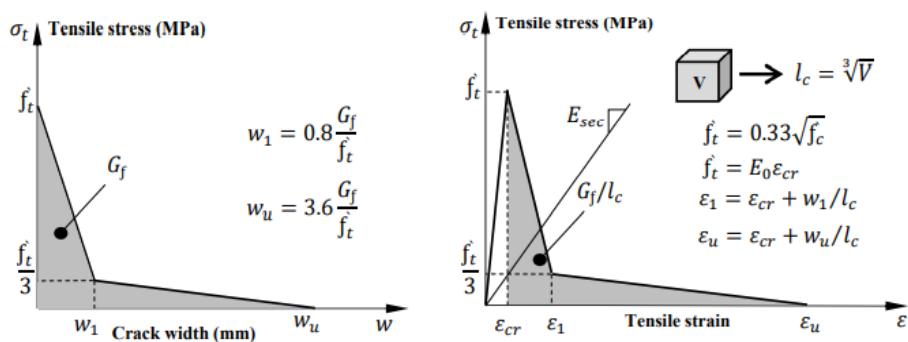 σt Tensile stress (MPa)
f̀t
w1 = 0.8 Gf/f̀t
Gf
wu = 3.6 Gf/f̀t
f̀t/3
w1
wu
w
Crack width (mm)
σt Tensile stress (MPa)
V
lc = ∛V
f̀t
Esec
f̀t = 0.33√f̀c
f̀t = E0εcr
Gf/lc
ε1 = εcr + w1/lc
εu = εcr + wu/lc
f̀t/3
εcr
ε1
Tensile strain
εu
ε